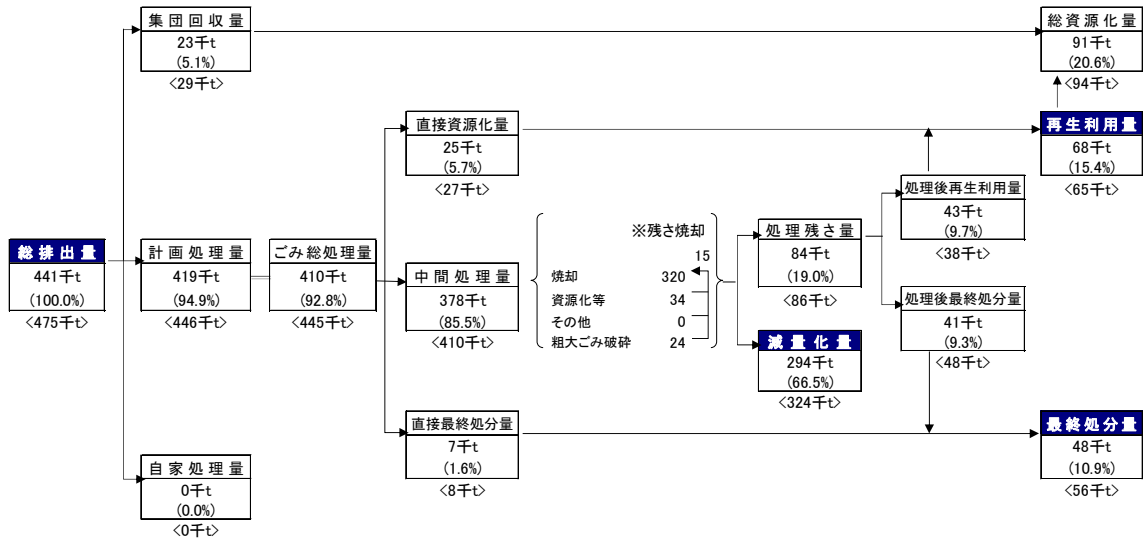 集団回収量
23千t
(5.1%)
<29千t>
総資源化量
91千t
(20.6%)
<94千t>
直接資源化量
25千t
(5.7%)
<27千t>
再生利用量
68千t
(15.4%)
<65千t>
処理後再生利用量
43千t
(9.7%)
<38千t>
総排出量
441千t
(100.0%)
<475千t>
計画処理量
419千t
(94.9%)
<446千t>
ごみ総処理量
410千t
(92.8%)
<445千t>
中間処理量
378千t
(85.5%)
<410千t>
※残さ焼却
15
焼却 320
資源化等 34
その他 0
粗大ごみ破砕 24
処理残さ量
84千t
(19.0%)
<86千t>
減量化量
294千t
(66.5%)
<324千t>
処理後最終処分量
41千t
(9.3%)
<48千t>
直接最終処分量
7千t
(1.6%)
<8千t>
最終処分量
48千t
(10.9%)
<56千t>
自家処理量
0千t
(0.0%)
<0千t>